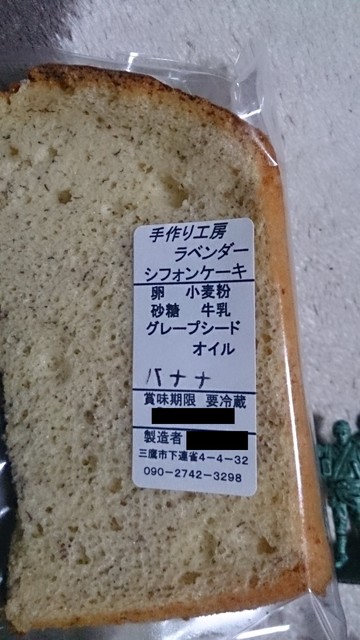 手作り工房
ラベンダー
シフォンケーキ
卵 小麦粉
砂糖 牛乳
グレープシード
オイル
バナナ
賞味期限 要冷蔵
製造者
三鷹市下連雀4-4-32
090-2742-3298